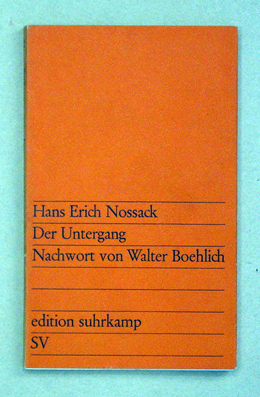 Hans Erich Nossack
Der Untergang
Nachwort von Walter Boehlich
edition suhrkamp
SV